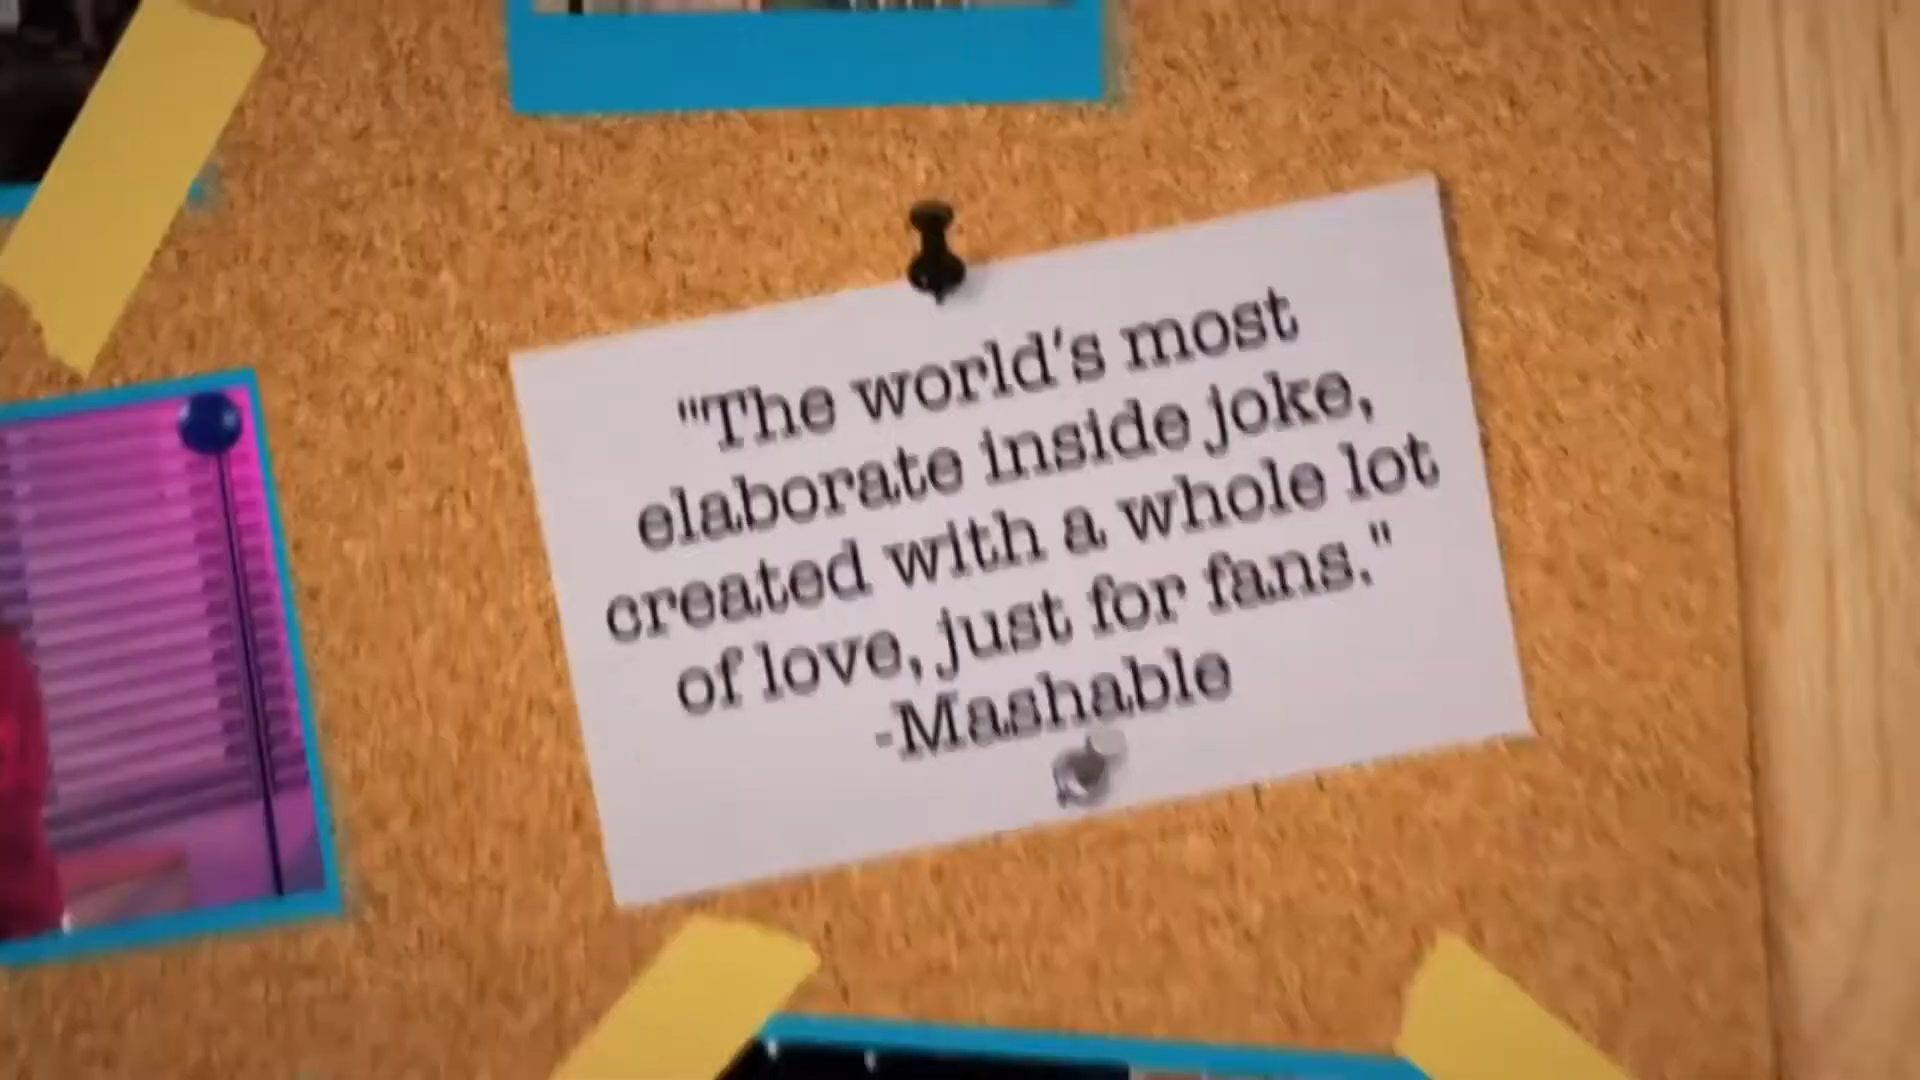 "The world's most
elaborate inside joke,
created with a whole lot
of love, just for fans."
-Mashable